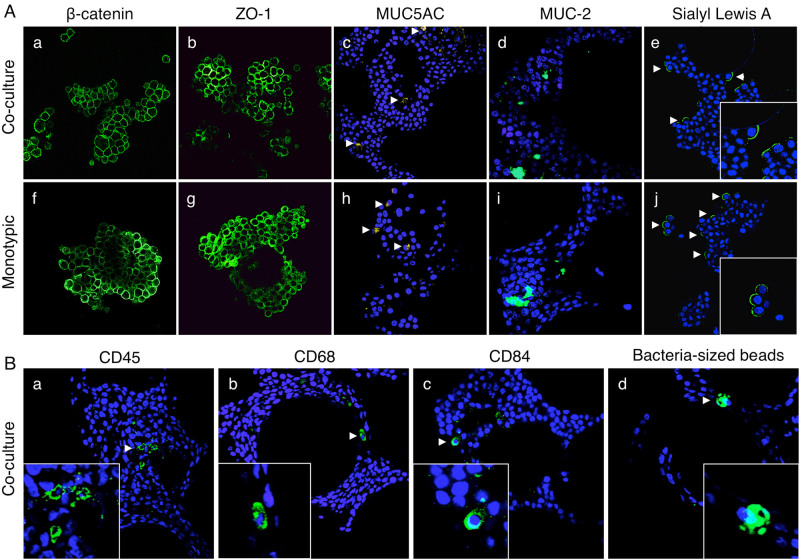 A
β-catenin ZO-1 MUC5AC MUC-2 Sialyl Lewis A
Co-culture
a b c d e
Monotypic
f g h i j
B
CD45 CD68 CD84 Bacteria-sized beads
Co-culture
a b c d